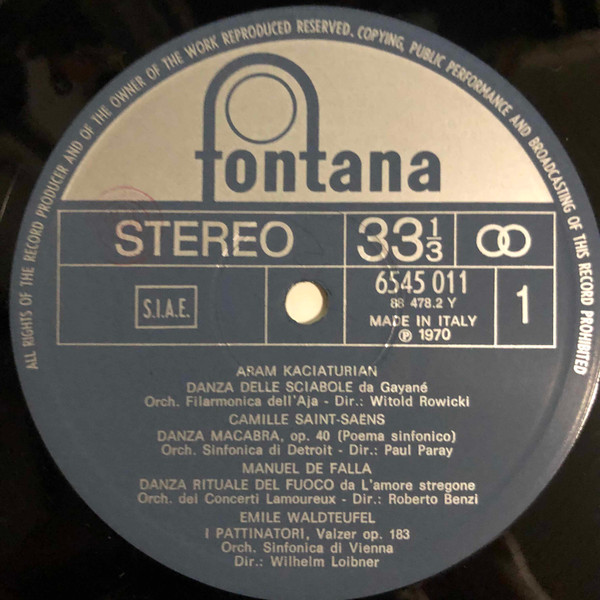 ALL RIGHTS OF THE RECORD PRODUCER AND OF THE OWNER OF THE WORK REPRODUCED RESERVED. COPYING, PUBLIC PERFORMANCE AND BROADCASTING OF THIS RECORD PROHIBITED
fontana
STEREO 33 1/3
S.I.A.E. 6545 011 1
88 478.2 Y
MADE IN ITALY
Ⓟ 1970
ARAM KACIATURIAN
DANZA DELLE SCIABOLE da Gayané
Orch. Filarmonica dell'Aja - Dir.: Witold Rowicki
CAMILLE SAINT-SAËNS
DANZA MACABRA, op. 40 (Poema sinfonico)
Orch. Sinfonica di Detroit - Dir.: Paul Paray
MANUEL DE FALLA
DANZA RITUALE DEL FUOCO da L'amore stregone
Orch. dei Concerti Lamoureux - Dir.: Roberto Benzi
EMILE WALDTEUFEL
I PATTINATORI, Valzer op. 183
Orch. Sinfonica di Vienna
Dir.: Wilhelm Loibner